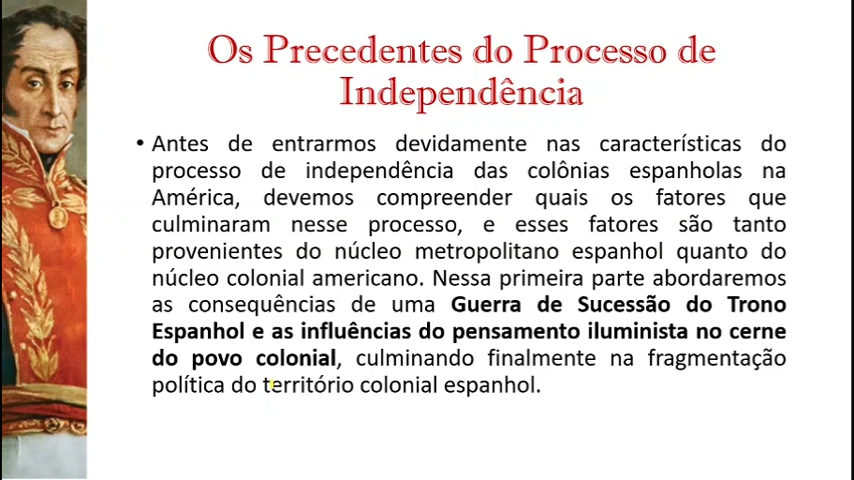 Os Precedentes do Processo de
Independência
• Antes de entrarmos devidamente nas características do
processo de independência das colônias espanholas na
América, devemos compreender quais os fatores que
culminaram nesse processo, e esses fatores são tanto
provenientes do núcleo metropolitano espanhol quanto do
núcleo colonial americano. Nessa primeira parte abordaremos
as consequências de uma Guerra de Sucessão do Trono
Espanhol e as influências do pensamento iluminista no cerne
do povo colonial, culminando finalmente na fragmentação
política do território colonial espanhol.